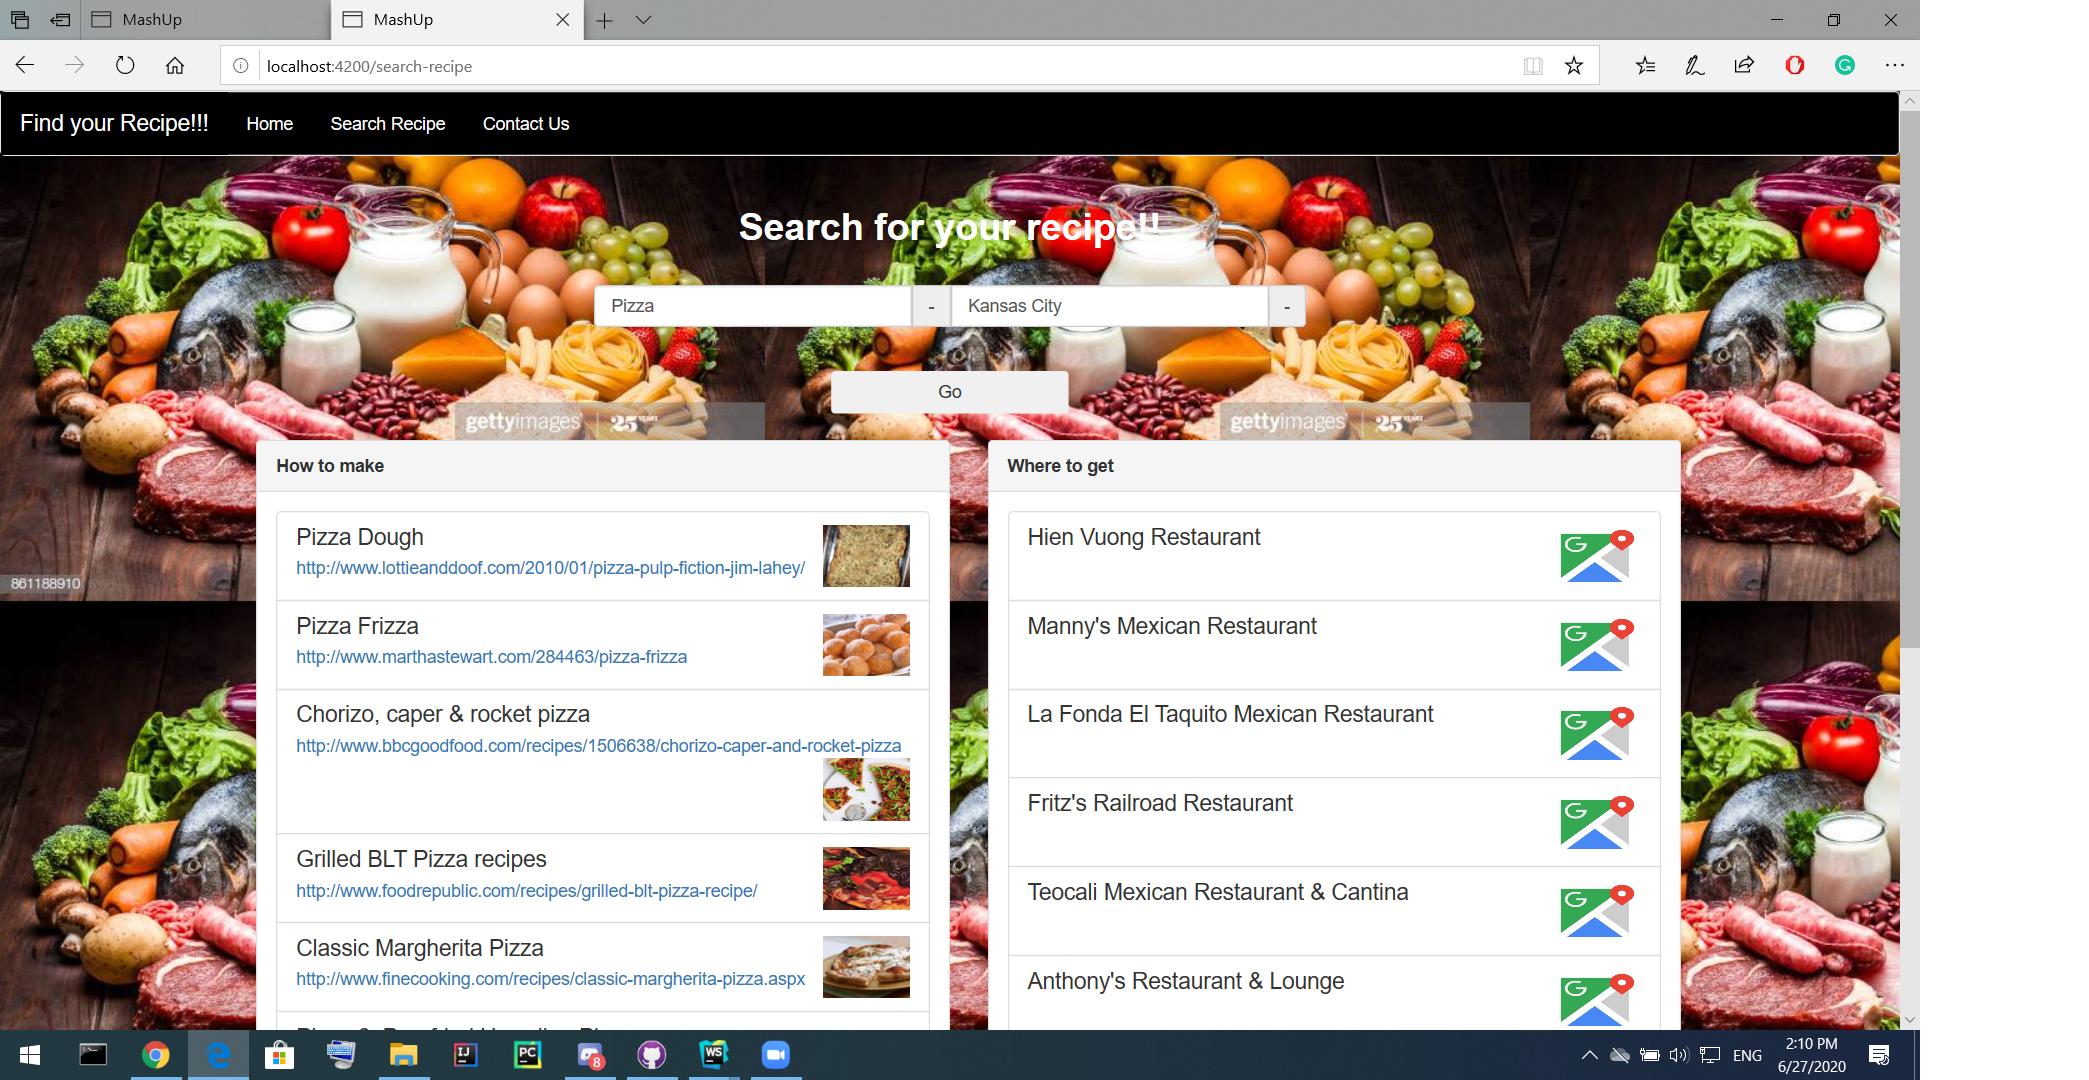 MashUp
MashUp
localhost:4200/search-recipe
Find your Recipe!!! Home Search Recipe Contact Us
Search for your recipe!!
Pizza - Kansas City -
Go
gettyimages 25 YEARS
gettyimages 25 YEARS
861188910
How to make
Pizza Dough
http://www.lottieanddoof.com/2010/01/pizza-pulp-fiction-jim-lahey/
Pizza Frizza
http://www.marthastewart.com/284463/pizza-frizza
Chorizo, caper & rocket pizza
http://www.bbcgoodfood.com/recipes/1506638/chorizo-caper-and-rocket-pizza
Grilled BLT Pizza recipes
http://www.foodrepublic.com/recipes/grilled-blt-pizza-recipe/
Classic Margherita Pizza
http://www.finecooking.com/recipes/classic-margherita-pizza.aspx
Where to get
Hien Vuong Restaurant
Manny's Mexican Restaurant
La Fonda El Taquito Mexican Restaurant
Fritz's Railroad Restaurant
Teocali Mexican Restaurant & Cantina
Anthony's Restaurant & Lounge
IJ
PC
8
WS
ENG
2:10 PM
6/27/2020